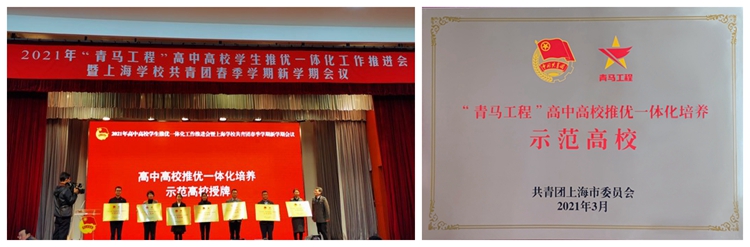 2021年“青马工程”高中高校学生推优一体化工作推进会
暨上海学校共青团春季学期新学期会议
2021年高中高校学生推优一体化工作推进会暨上海学校共青团春季学期新学期会议
高中高校推优一体化培养
示范高校授牌
青马工程
“青马工程”高中高校推优一体化培养
示范高校
共青团上海市委员会
2021年3月